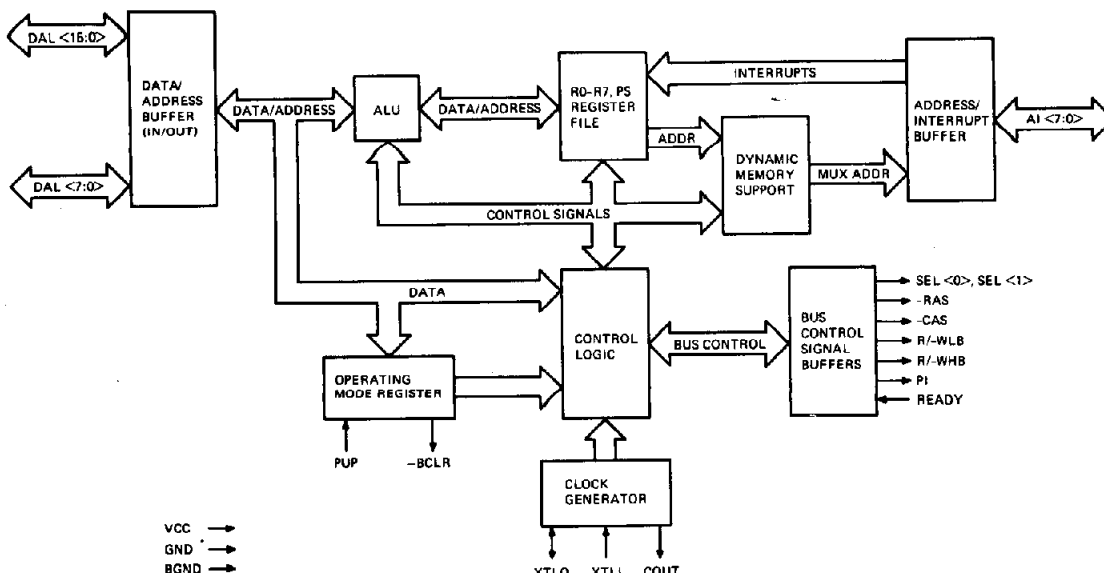 DAL <15:0>
DATA/
ADDRESS
BUFFER
(IN/OUT)
DAL <7:0>
DATA/ADDRESS
ALU
DATA/ADDRESS
R0-R7, PS
REGISTER
FILE
INTERRUPTS
ADDR
DYNAMIC
MEMORY
SUPPORT
MUX ADDR
ADDRESS/
INTERRUPT
BUFFER
AI <7:0>
CONTROL SIGNALS
DATA
CONTROL
LOGIC
BUS CONTROL
BUS
CONTROL
SIGNAL
BUFFERS
SEL <0>, SEL <1>
-RAS
-CAS
R/-WLB
R/-WHB
PI
READY
OPERATING
MODE REGISTER
PUP
-BCLR
CLOCK
GENERATOR
VCC
GND
BGND
COUT